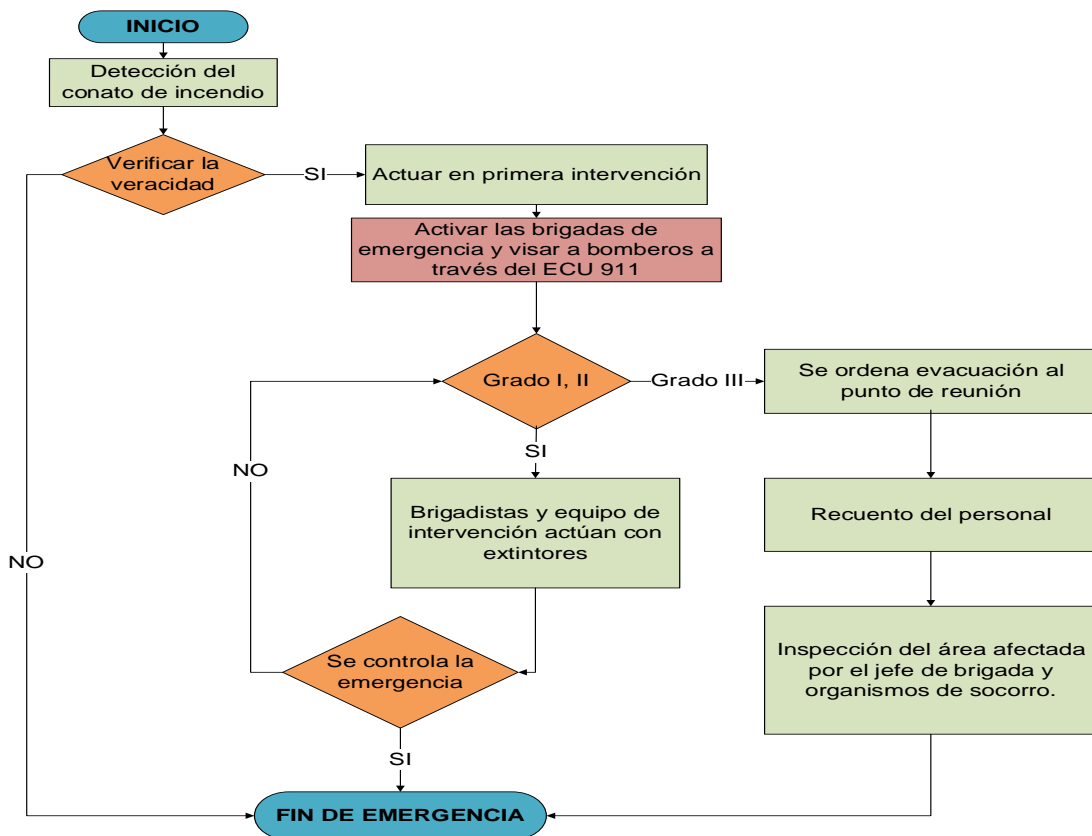 INICIO
Detección del
conato de incendio
Verificar la
veracidad
SI
Actuar en primera intervención
Activar las brigadas de
emergencia y visar a bomberos a
través del ECU 911
Grado I, II
Grado III
Se ordena evacuación al
punto de reunión
SI
NO
Brigadistas y equipo de
intervención actúan con
extintores
Recuento del personal
NO
Se controla la
emergencia
Inspección del área afectada
por el jefe de brigada y
organismos de socorro.
SI
FIN DE EMERGENCIA